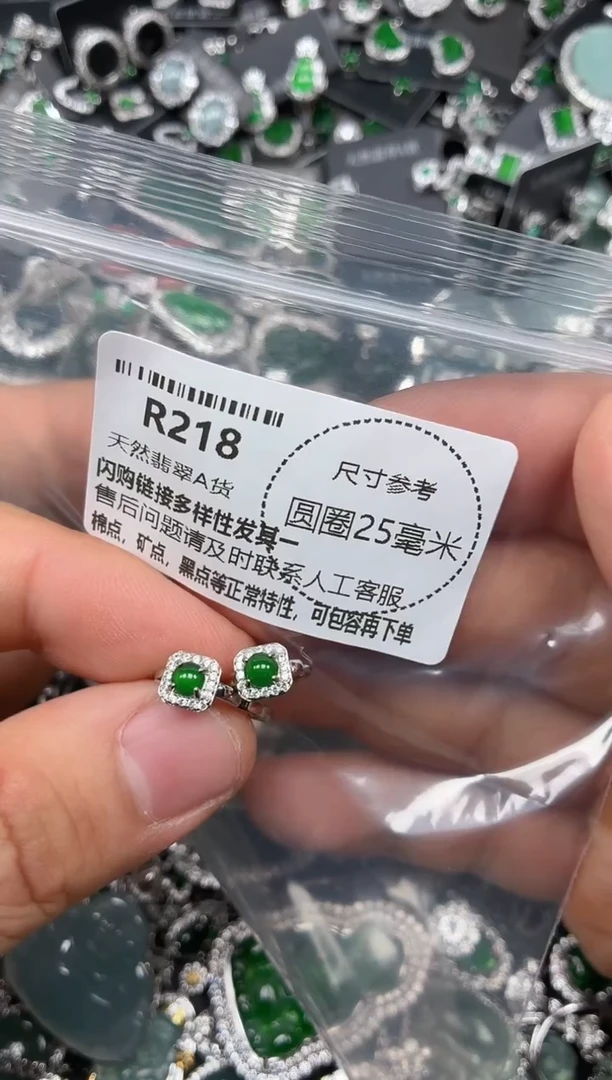 R218
天然翡翠A货
闪购链接多样性发其一
售后问题请及时联系人工客服
棉点，矿点，黑点等正常特性，可包容再下单
尺寸参考
圆圈25毫米